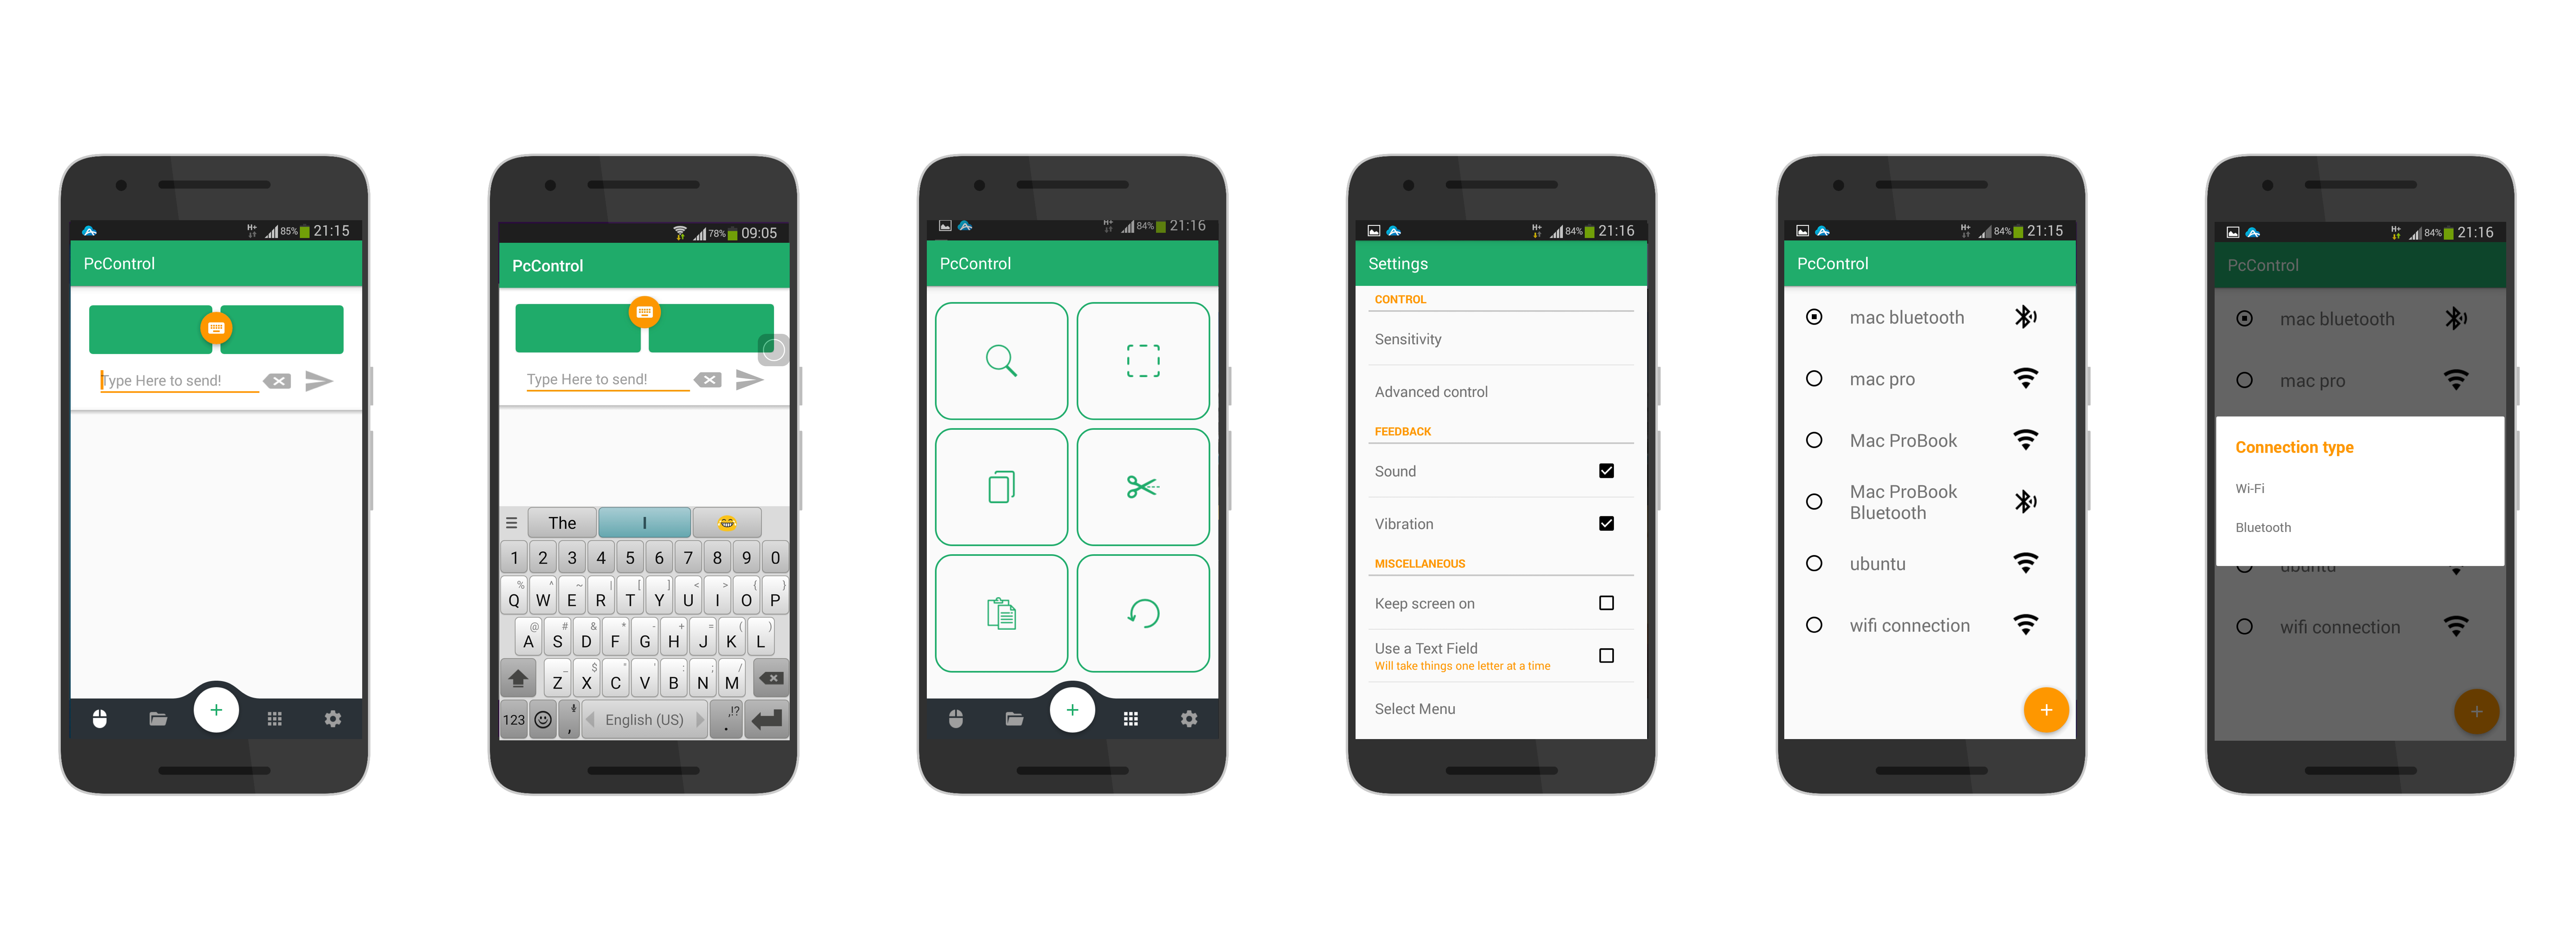 H+ 85% 21:15
PcControl
Type Here to send!
78% 09:05
PcControl
Type Here to send!
The I
1 2 3 4 5 6 7 8 9 0
% ^ ~ | [ ] < > { }
Q W E R T Y U I O P
@ # & * - + = ( )
A S D F G H J K L
_ $ " ' : ; /
Z X C V B N M
123 , English (US) ,!? .
H+ 84% 21:16
PcControl
H+ 84% 21:16
Settings
CONTROL
Sensitivity
Advanced control
FEEDBACK
Sound
Vibration
MISCELLANEOUS
Keep screen on
Use a Text Field
Will take things one letter at a time
Select Menu
H+ 84% 21:15
PcControl
mac bluetooth
mac pro
Mac ProBook
Mac ProBook
Bluetooth
ubuntu
wifi connection
H+ 84% 21:16
PcControl
mac bluetooth
mac pro
Connection type
Wi-Fi
Bluetooth
ubuntu
wifi connection